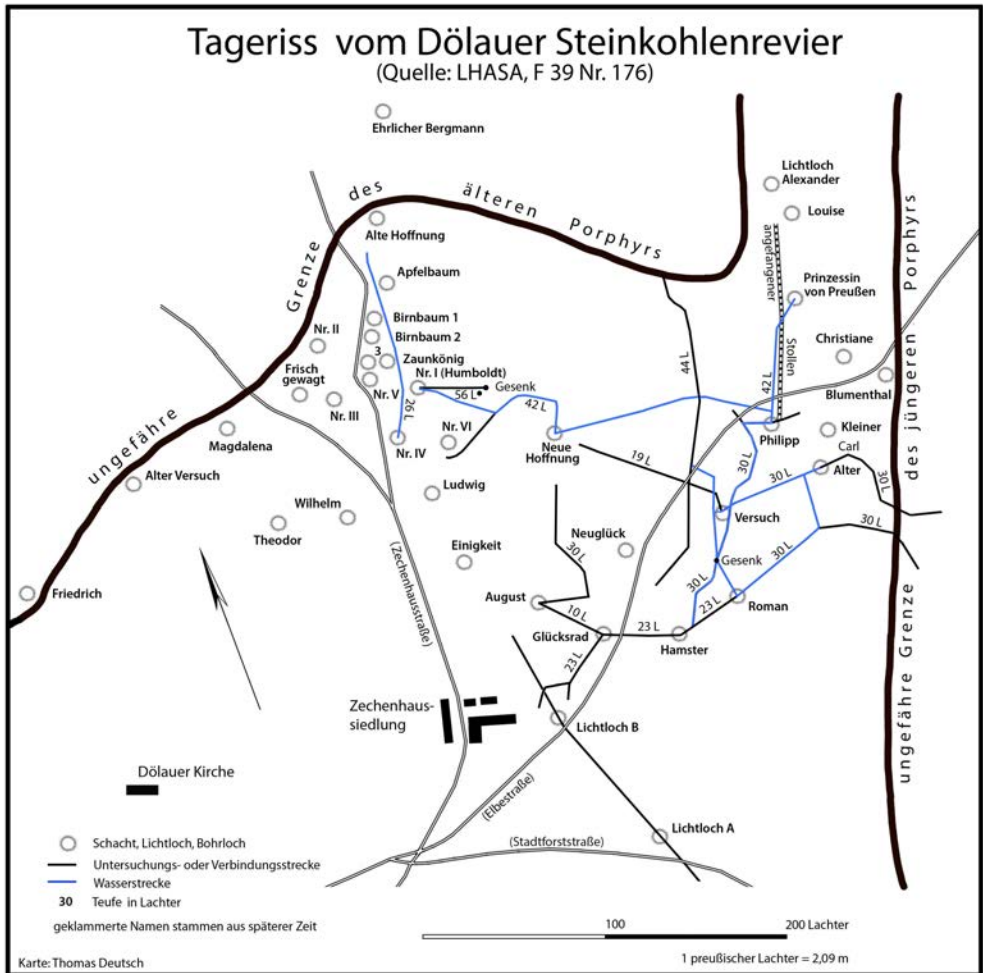 Tageriss vom Dölauer Steinkohlenrevier
(Quelle: LHASA, F 39 Nr. 176)
Ehrlicher Bergmann
Lichtloch
Alexander
Louise
ungefähre Grenze des älteren Porphyrs
Alte Hoffnung
angefangener Stollen
Apfelbaum
Prinzessin
von Preußen
Birnbaum 1
Nr. II
Birnbaum 2
Christiane
3
Zaunkönig
44 L
Frisch
gewagt
Nr. I (Humboldt)
Gesenk
42 L
Blumenthal
Nr. V
56 L
26 L
42 L
Nr. III
Magdalena
Nr. IV
Nr. VI
Neue
Hoffnung
Philipp
Kleiner
Carl
Alter
19 L
30 L
30 L
30 L
Alter Versuch
Ludwig
Wilhelm
Theodor
Versuch
30 L
Neuglück
(Zechenhausstraße)
Einigkeit
30 L
Gesenk
30 L
30 L
Friedrich
August
10 L
23 L
Roman
Glücksrad
23 L
Hamster
23 L
ungefähre Grenze des jüngeren Porphyrs
Zechenhaus-
siedlung
Lichtloch B
Dölauer Kirche
(Elbestraße)
Lichtloch A
(Stadtforststraße)
Schacht, Lichtloch, Bohrloch
Untersuchungs- oder Verbindungsstrecke
Wasserstrecke
30 Teufe in Lachter
geklammerte Namen stammen aus späterer Zeit
100 200 Lachter
Karte: Thomas Deutsch
1 preußischer Lachter = 2,09 m